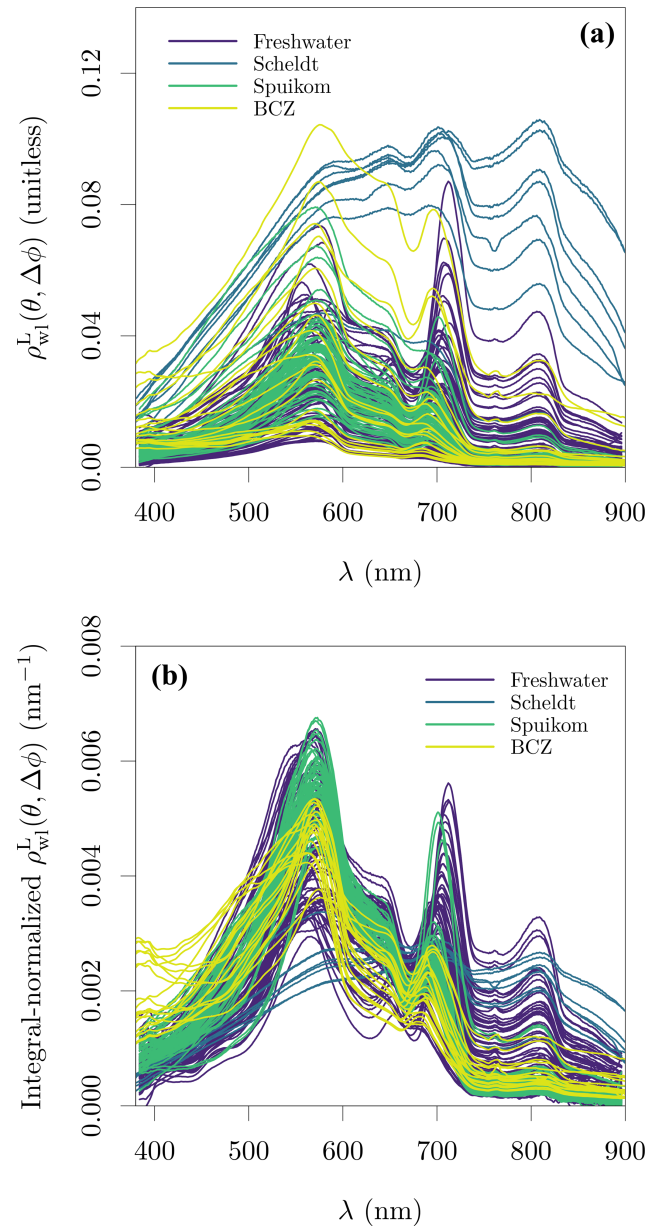 (a)
Freshwater
Scheldt
Spuikom
BCZ
0.12
0.08
0.04
0.00
ρ^L_wl(θ, Δϕ) (unitless)
400 500 600 700 800 900
λ (nm)
(b)
Freshwater
Scheldt
Spuikom
BCZ
0.008
0.006
0.004
0.002
0.000
Integral-normalized ρ^L_wl(θ, Δϕ) (nm⁻¹)
400 500 600 700 800 900
λ (nm)